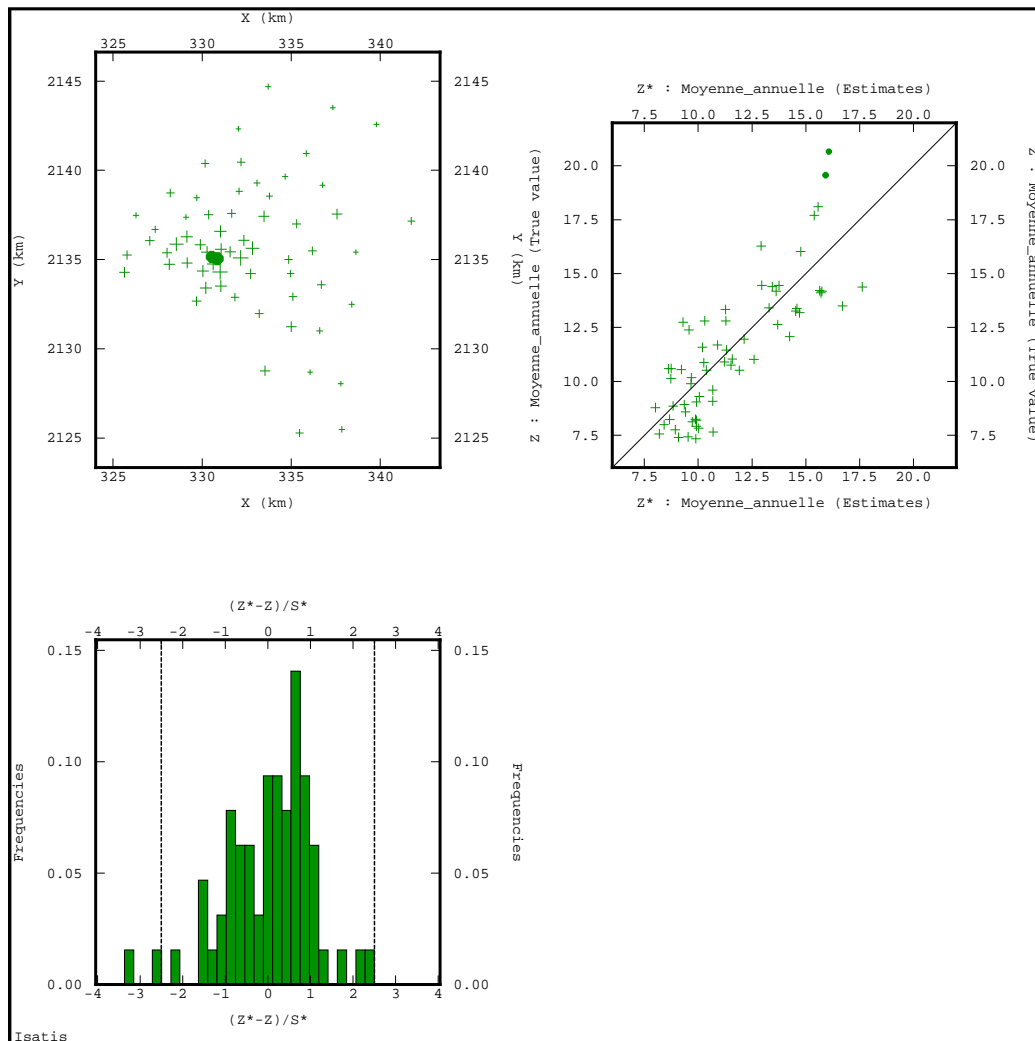 X (km)
325 330 335 340
2145 2145
2140 2140
2135 2135
2130 2130
2125 2125
Y (km)
Y (km)
325 330 335 340
X (km)
Z* : Moyenne_annuelle (Estimates)
7.5 10.0 12.5 15.0 17.5 20.0
20.0 20.0
17.5 17.5
15.0 15.0
12.5 12.5
10.0 10.0
7.5 7.5
Z : Moyenne_annuelle (True value)
Z : Moyenne_annuelle (True value)
7.5 10.0 12.5 15.0 17.5 20.0
Z* : Moyenne_annuelle (Estimates)
(Z*-Z)/S*
-4 -3 -2 -1 0 1 2 3 4
0.15 0.15
0.10 0.10
0.05 0.05
0.00 0.00
Frequencies
Frequencies
-4 -3 -2 -1 0 1 2 3 4
(Z*-Z)/S*
Isatis